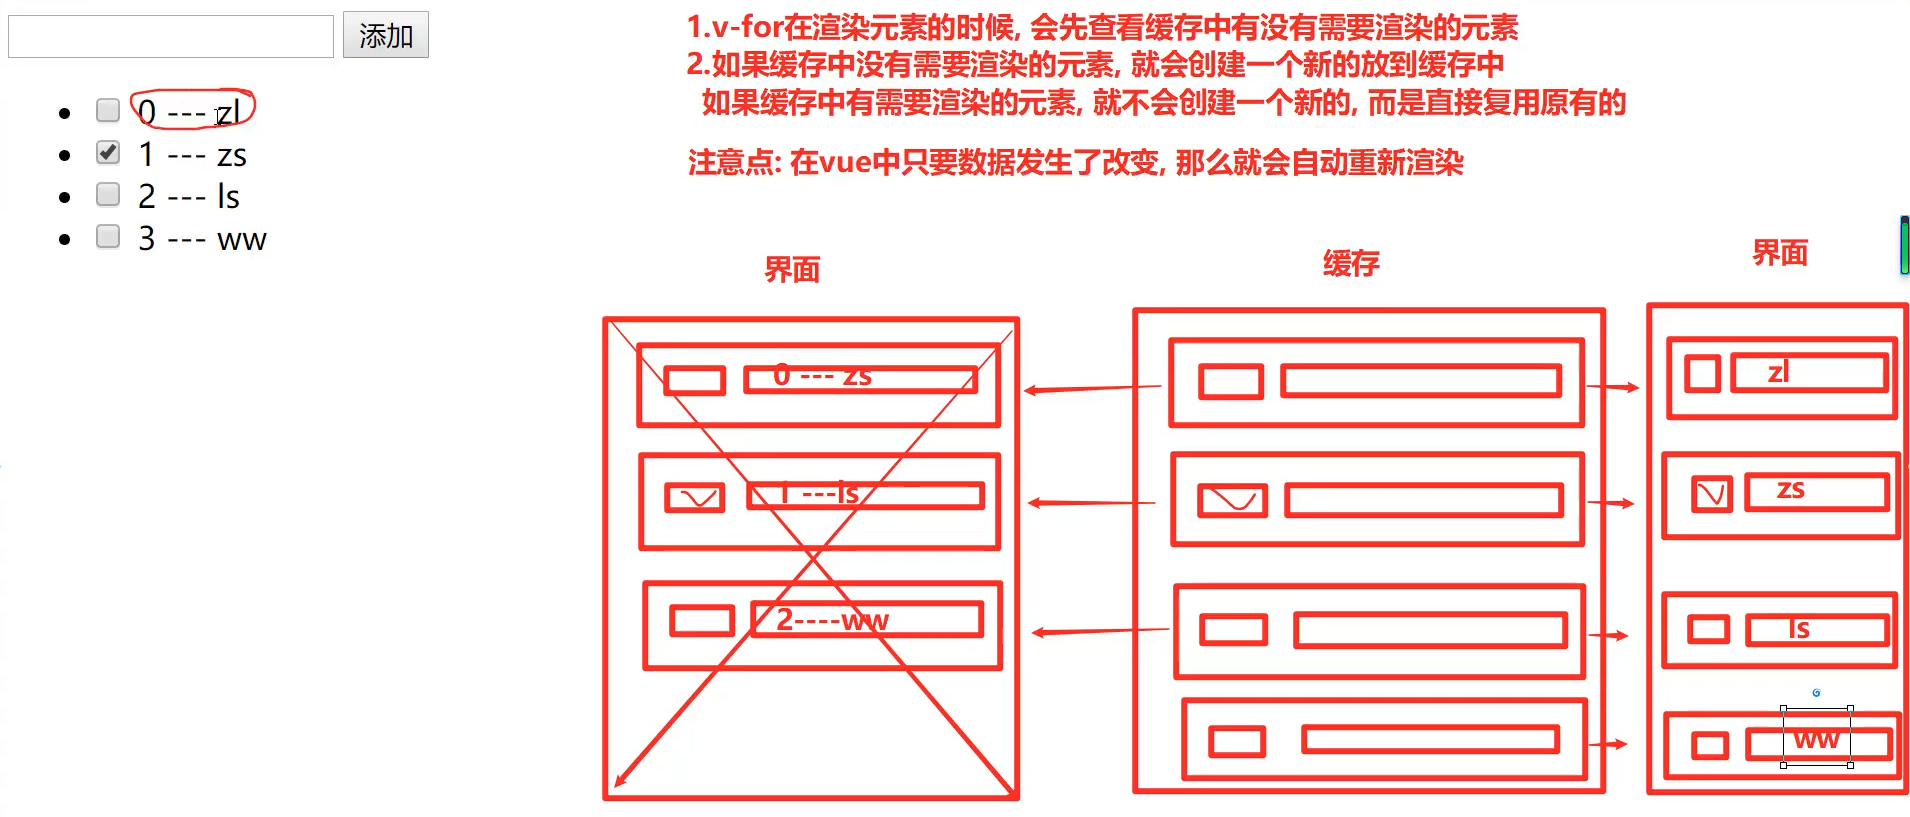 添加
0 --- zl
1 --- zs
2 --- ls
3 --- ww
1.v-for在渲染元素的时候, 会先查看缓存中有没有需要渲染的元素
2.如果缓存中没有需要渲染的元素, 就会创建一个新的放到缓存中
如果缓存中有需要渲染的元素, 就不会创建一个新的, 而是直接复用原有的
注意点: 在vue中只要数据发生了改变, 那么就会自动重新渲染
界面
0 --- zs
1 ---ls
2----ww
缓存
界面
zl
zs
ls
ww